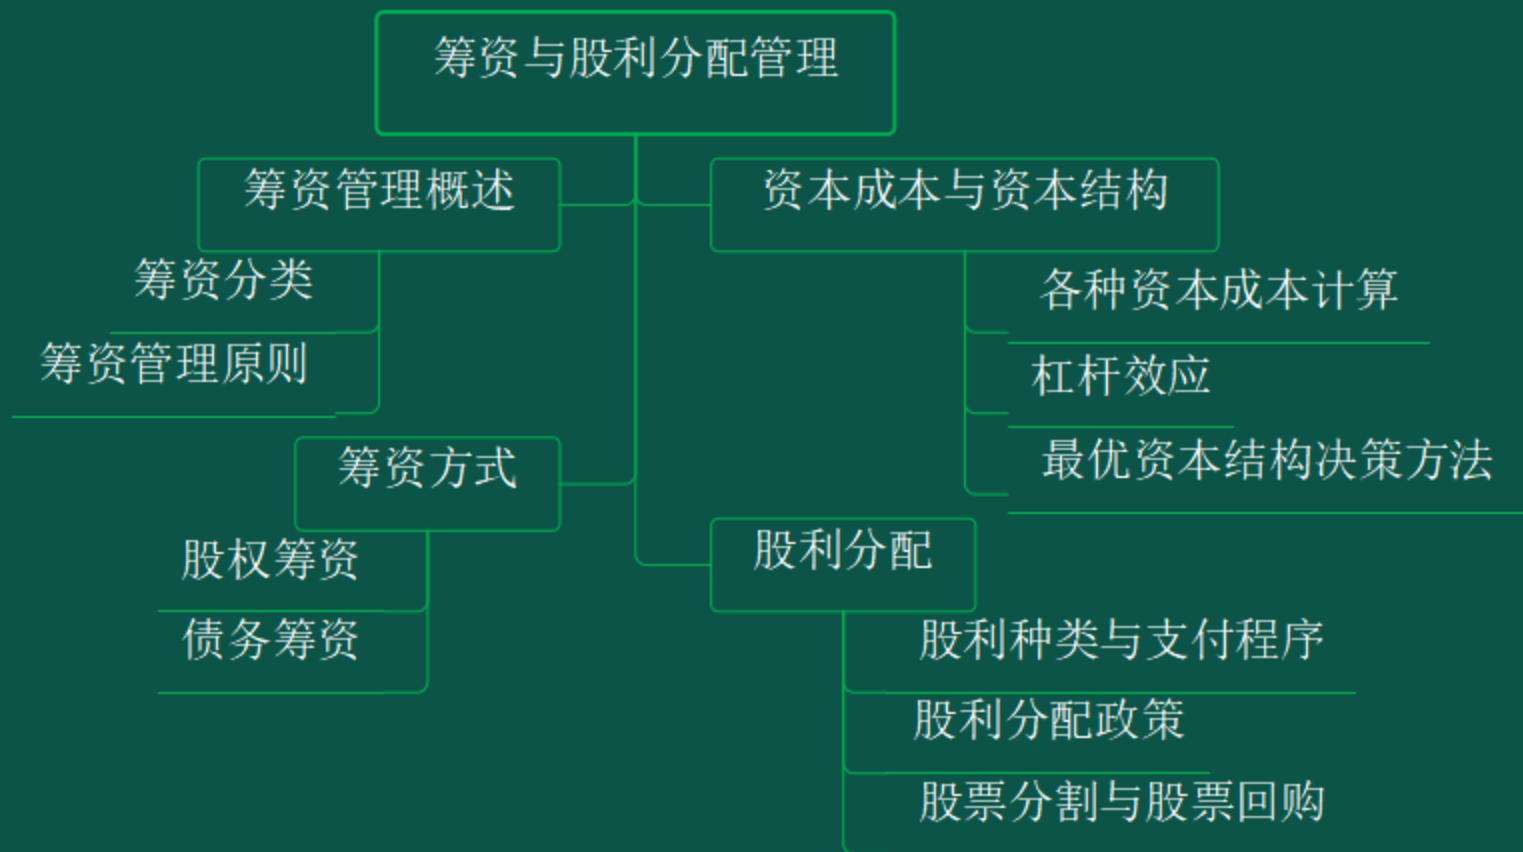 筹资与股利分配管理
筹资管理概述
筹资分类
筹资管理原则
筹资方式
股权筹资
债务筹资
资本成本与资本结构
各种资本成本计算
杠杆效应
最优资本结构决策方法
股利分配
股利种类与支付程序
股利分配政策
股票分割与股票回购